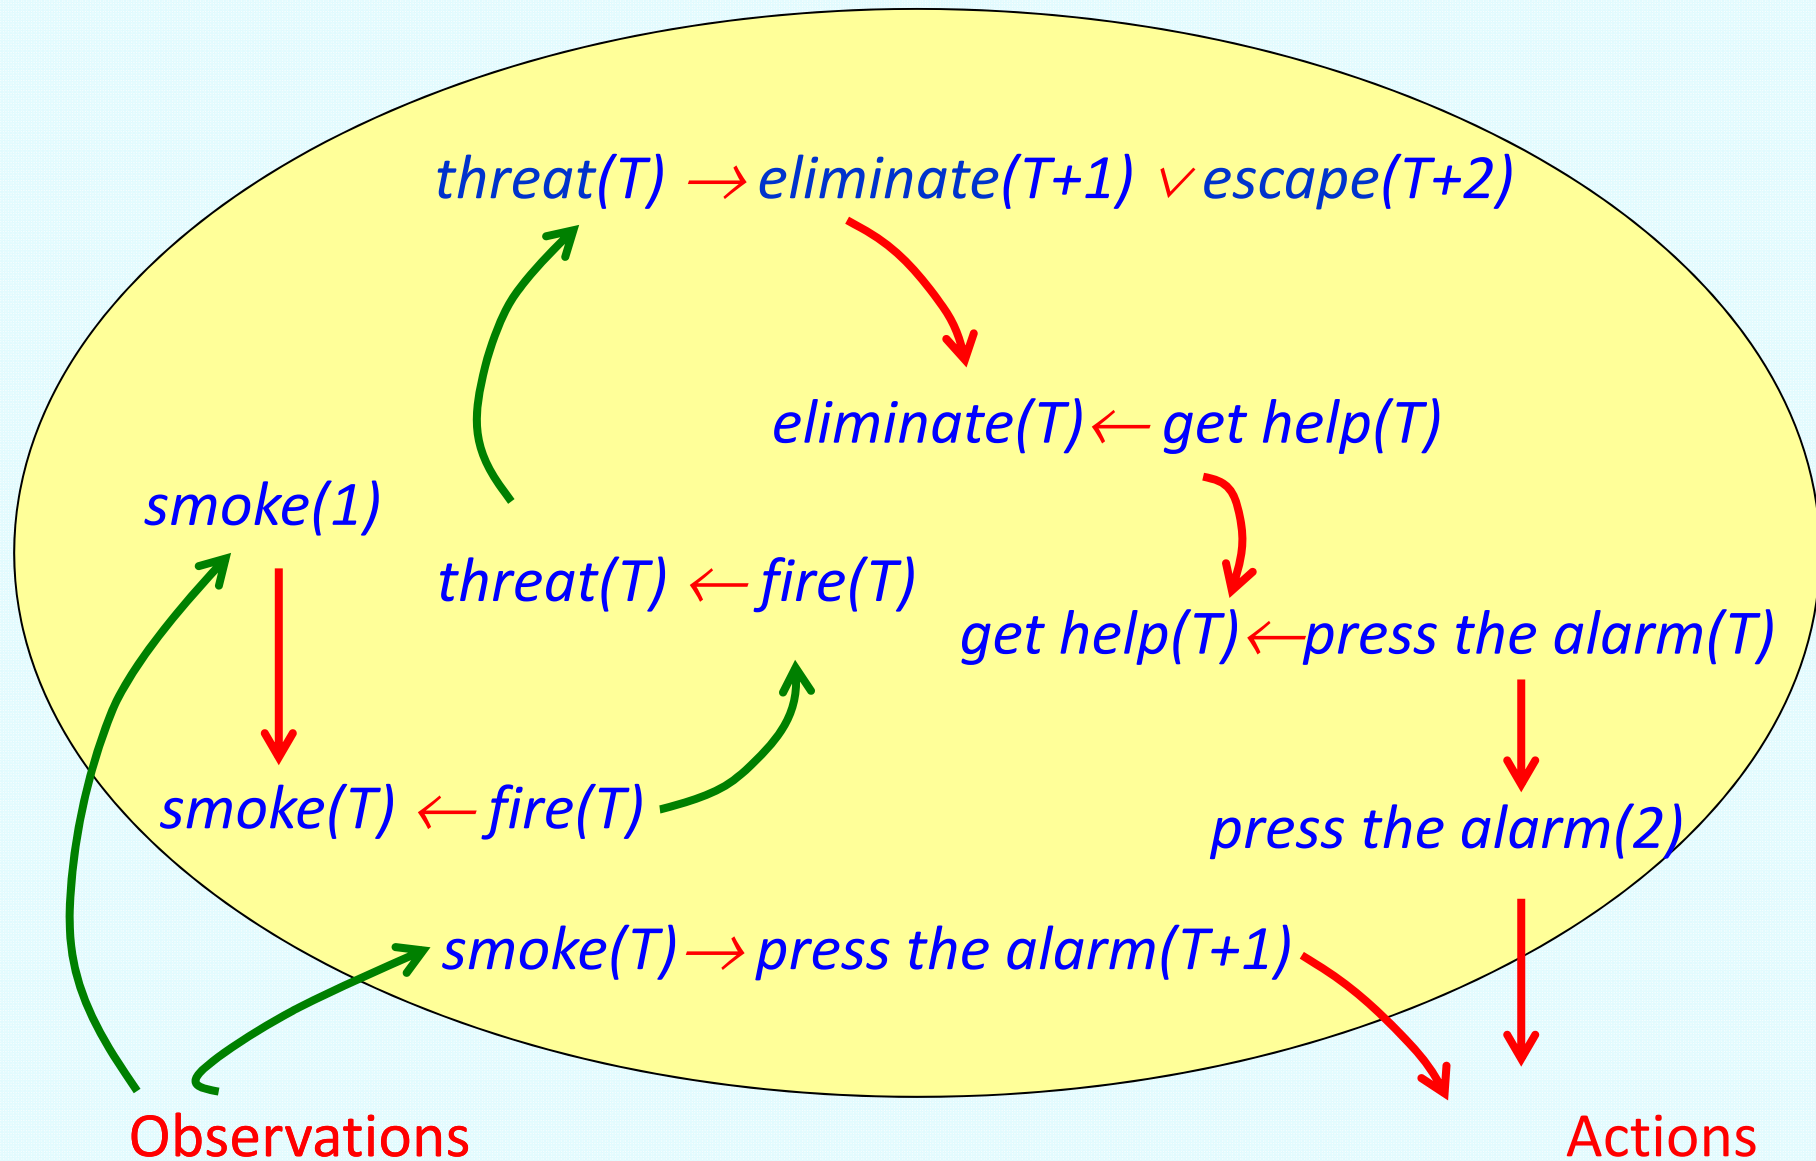 threat(T) → eliminate(T+1) ∨ escape(T+2)
eliminate(T) ← get help(T)
smoke(1)
threat(T) ← fire(T)
get help(T) ← press the alarm(T)
smoke(T) ← fire(T)
press the alarm(2)
smoke(T) → press the alarm(T+1)
Observations
Actions